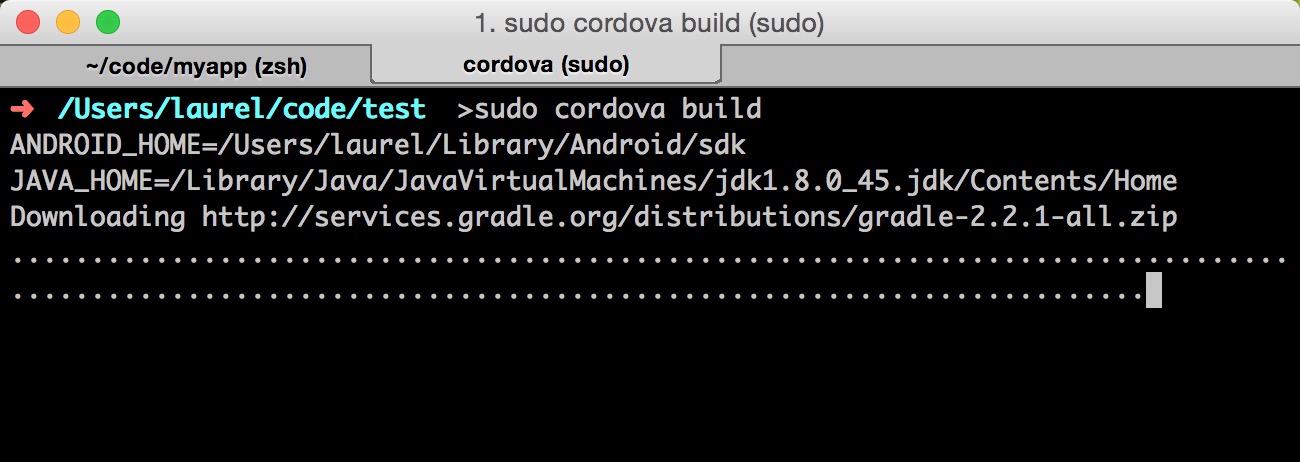 1. sudo cordova build (sudo)
~/code/myapp (zsh)
cordova (sudo)
➜ /Users/laurel/code/test >sudo cordova build
ANDROID_HOME=/Users/laurel/Library/Android/sdk
JAVA_HOME=/Library/Java/JavaVirtualMachines/jdk1.8.0_45.jdk/Contents/Home
Downloading http://services.gradle.org/distributions/gradle-2.2.1-all.zip
................................................................................
.......................................................................